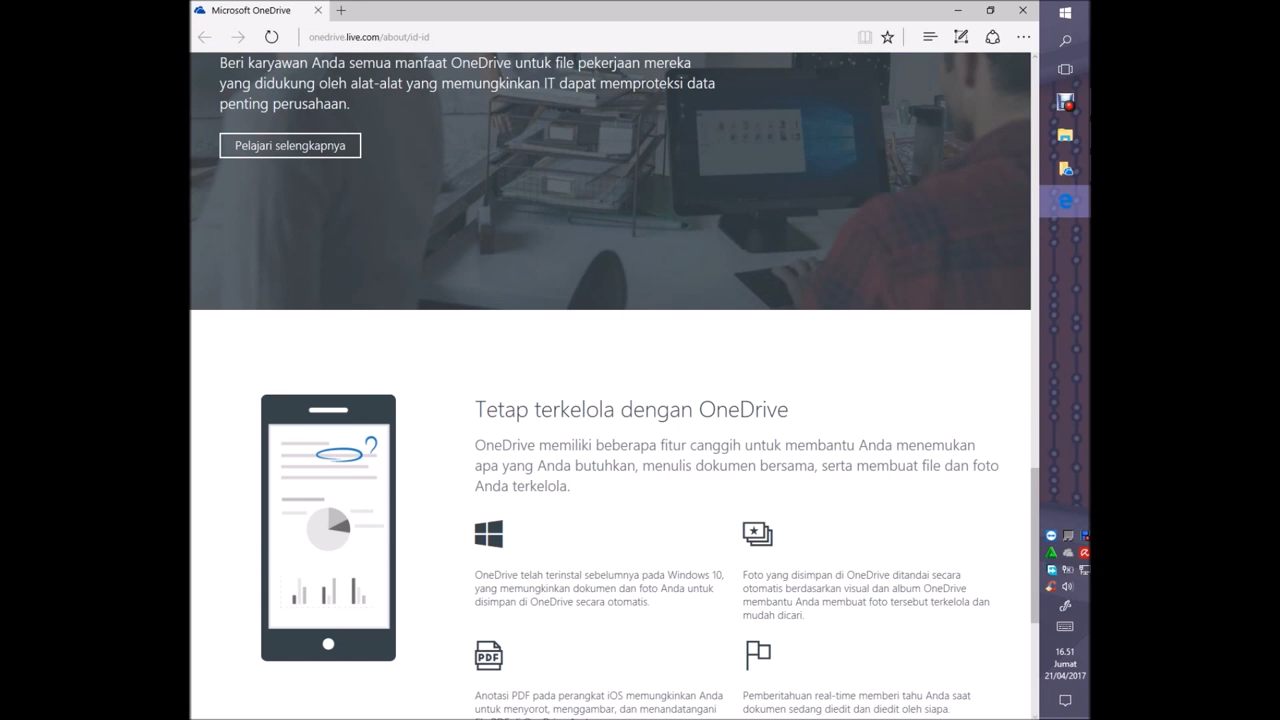 Microsoft OneDrive
onedrive.live.com/about/id-id
Beri karyawan Anda semua manfaat OneDrive untuk file pekerjaan mereka
yang didukung oleh alat-alat yang memungkinkan IT dapat memproteksi data
penting perusahaan.
Pelajari selengkapnya
Tetap terkelola dengan OneDrive
OneDrive memiliki beberapa fitur canggih untuk membantu Anda menemukan
apa yang Anda butuhkan, menulis dokumen bersama, serta membuat file dan foto
Anda terkelola.
OneDrive telah terinstal sebelumnya pada Windows 10,
yang memungkinkan dokumen dan foto Anda untuk
disimpan di OneDrive secara otomatis.
Foto yang disimpan di OneDrive ditandai secara
otomatis berdasarkan visual dan album OneDrive
membantu Anda membuat foto tersebut terkelola dan
mudah dicari.
PDF
Anotasi PDF pada perangkat iOS memungkinkan Anda
untuk menyorot, menggambar, dan menandatangani
Pemberitahuan real-time memberi tahu Anda saat
dokumen sedang diedit dan diedit oleh siapa.
16.51
Jumat
21/04/2017